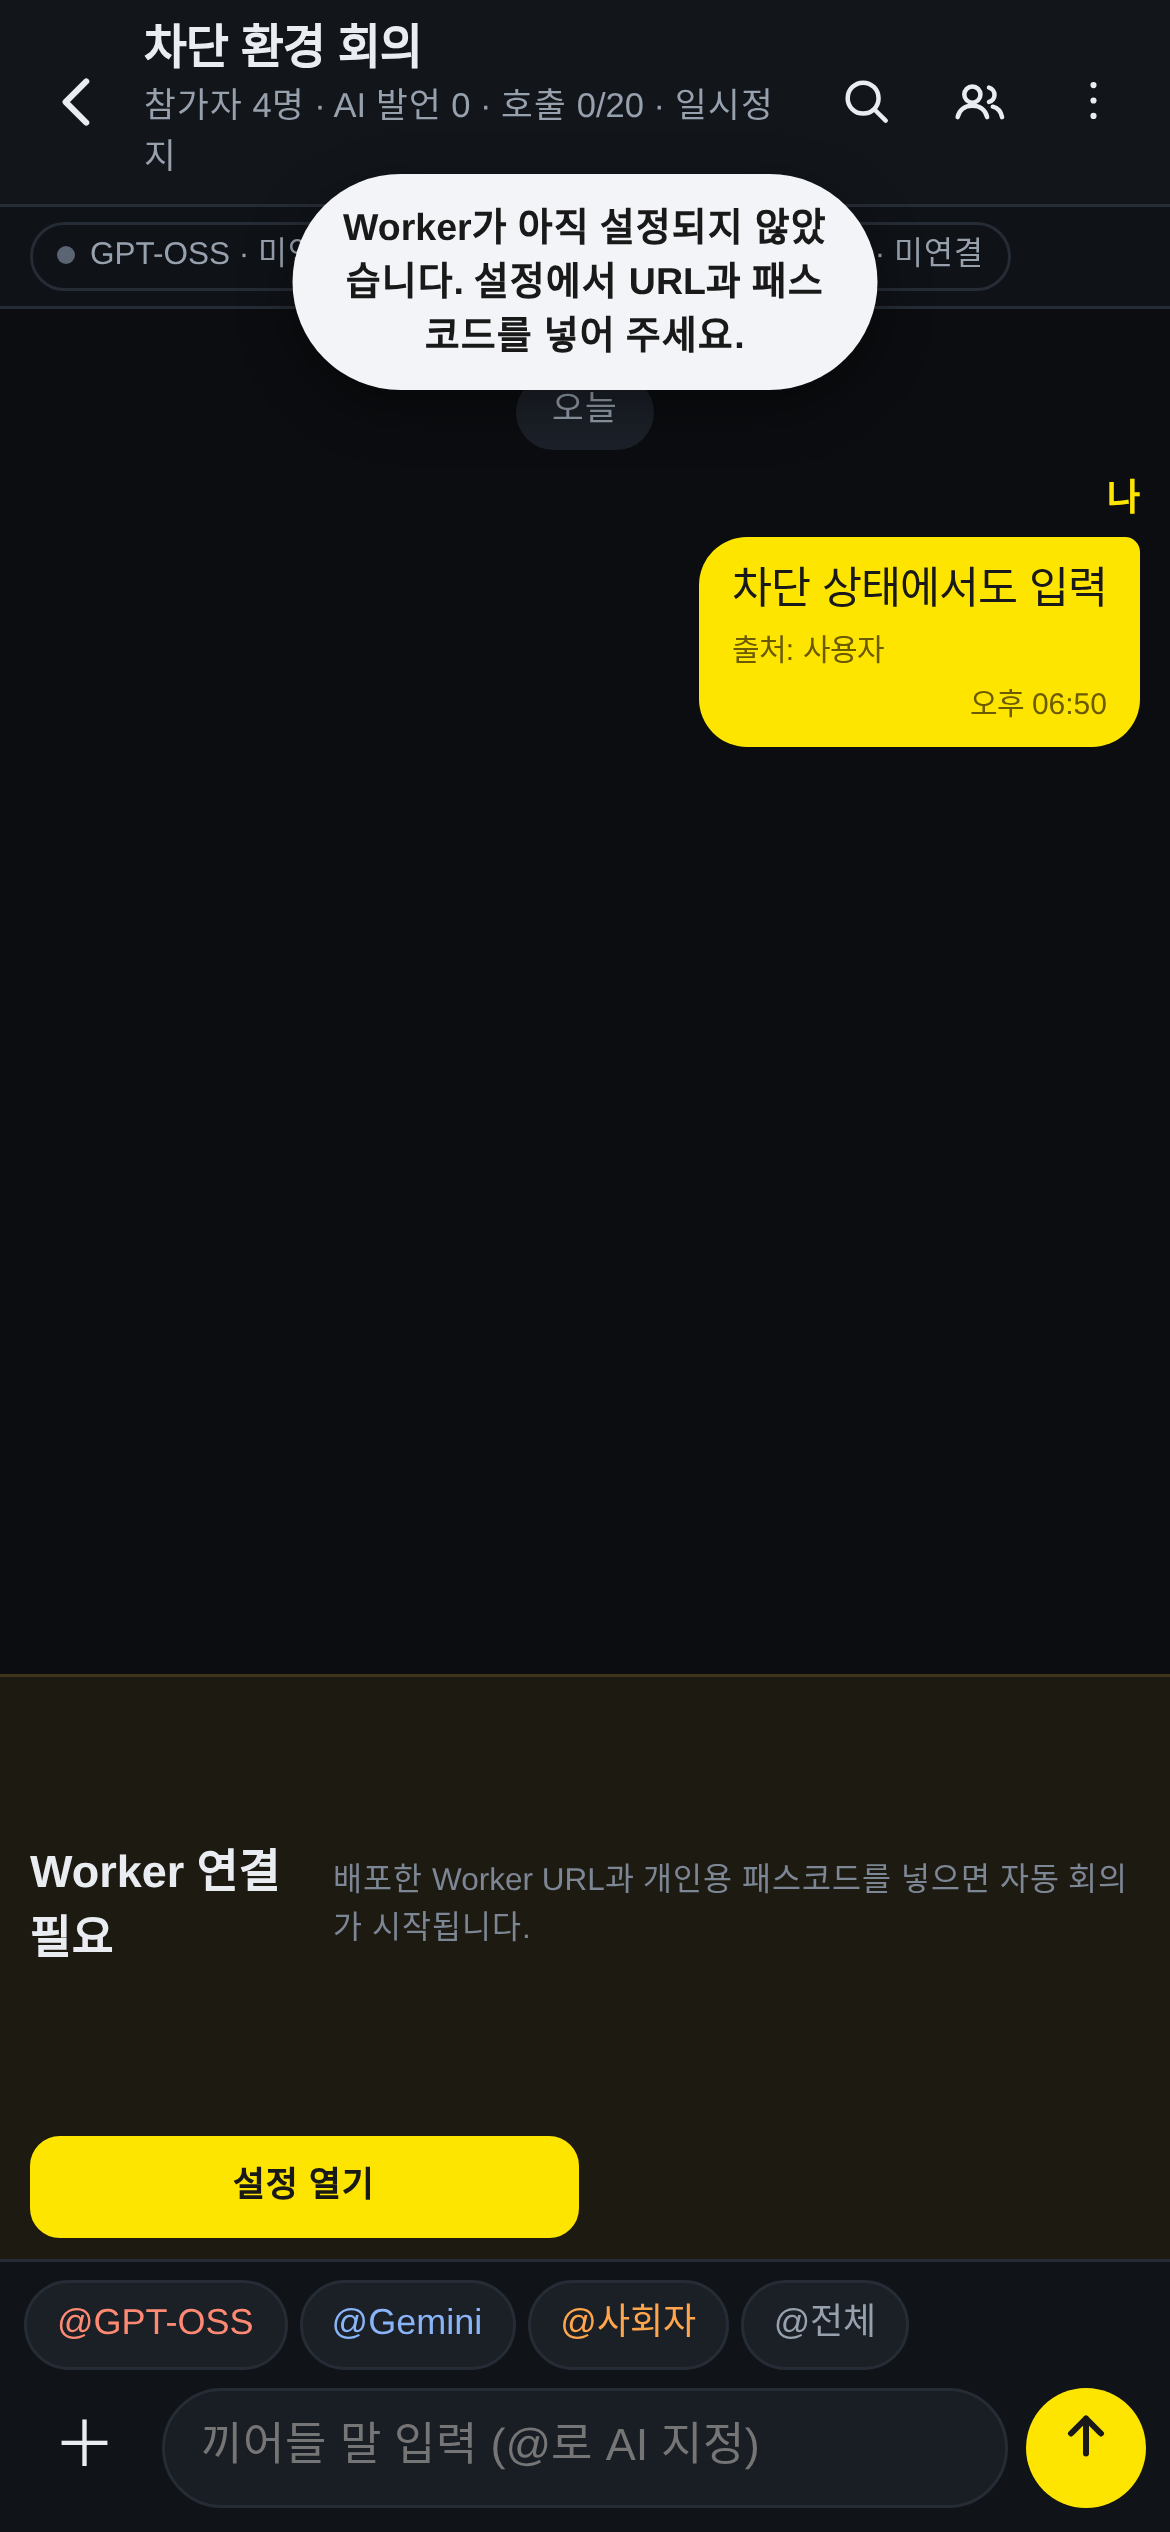 차단 환경 회의
참가자 4명 · AI 발언 0 · 호출 0/20 · 일시정
지
GPT-OSS ·
· 미연결
Worker가 아직 설정되지 않았
습니다. 설정에서 URL과 패스
코드를 넣어 주세요.
오늘
나
차단 상태에서도 입력
출처: 사용자
오후 06:50
Worker 연결
필요
배포한 Worker URL과 개인용 패스코드를 넣으면 자동 회의
가 시작됩니다.
설정 열기
@GPT-OSS
@Gemini
@사회자
@전체
끼어들 말 입력 (@로 AI 지정)